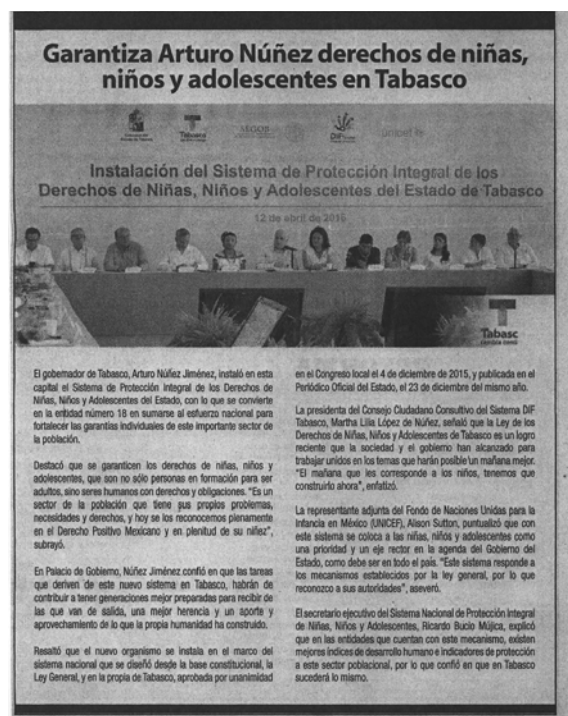 Garantiza Arturo Núñez derechos de niñas,
niños y adolescentes en Tabasco
Tabasco
SEGOB
DIF
unicef
Instalación del Sistema de Protección Integral de los
Derechos de Niñas, Niños y Adolescentes del Estado de Tabasco
12 de abril de 2016
Tabasc
El gobernador de Tabasco, Arturo Núñez Jiménez, instaló en esta
capital el Sistema de Protección Integral de los Derechos de
Niñas, Niños y Adolescentes del Estado, con lo que se convierte
en la entidad número 18 en sumarse al esfuerzo nacional para
fortalecer las garantías individuales de este importante sector de
la población.
Destacó que se garanticen los derechos de niñas, niños y
adolescentes, que son no sólo personas en formación para ser
adultos, sino seres humanos con derechos y obligaciones. "Es un
sector de la población que tiene sus propios problemas,
necesidades y derechos, y hoy se los reconocemos plenamente
en el Derecho Positivo Mexicano y en plenitud de su niñez",
subrayó.
En Palacio de Gobierno, Núñez Jiménez confió en que las tareas
que deriven de este nuevo sistema en Tabasco, habrán de
contribuir a tener generaciones mejor preparadas para recibir de
las que van de salida, una mejor herencia y un aporte y
aprovechamiento de lo que la propia humanidad ha construido.
Resaltó que el nuevo organismo se instala en el marco del
sistema nacional que se diseñó desde la base constitucional, la
Ley General, y en la propia de Tabasco, aprobada por unanimidad
en el Congreso local el 4 de diciembre de 2015, y publicada en el
Periódico Oficial del Estado, el 23 de diciembre del mismo año.
La presidenta del Consejo Ciudadano Consultivo del Sistema DIF
Tabasco, Martha Lilia López de Núñez, señaló que la Ley de los
Derechos de Niñas, Niños y Adolescentes de Tabasco es un logro
reciente que la sociedad y el gobierno han alcanzado para
trabajar unidos en los temas que harán posible un mañana mejor.
"El mañana que les corresponde a los niños, tenemos que
construirlo ahora", enfatizó.
La representante adjunta del Fondo de Naciones Unidas para la
Infancia en México (UNICEF), Alison Sutton, puntualizó que con
este sistema se coloca a las niñas, niños y adolescentes como
una prioridad y un eje rector en la agenda del Gobierno del
Estado, como debe ser en todo el país. "Este sistema responde a
los mecanismos establecidos por la ley general, por lo que
reconozco a sus autoridades", aseveró.
El secretario ejecutivo del Sistema Nacional de Protección Integral
de Niñas, Niños y Adolescentes, Ricardo Bucio Mújica, explicó
que en las entidades que cuentan con este mecanismo, existen
mejores índices de desarrollo humano e indicadores de protección
a este sector poblacional, por lo que confió en que en Tabasco
sucederá lo mismo.